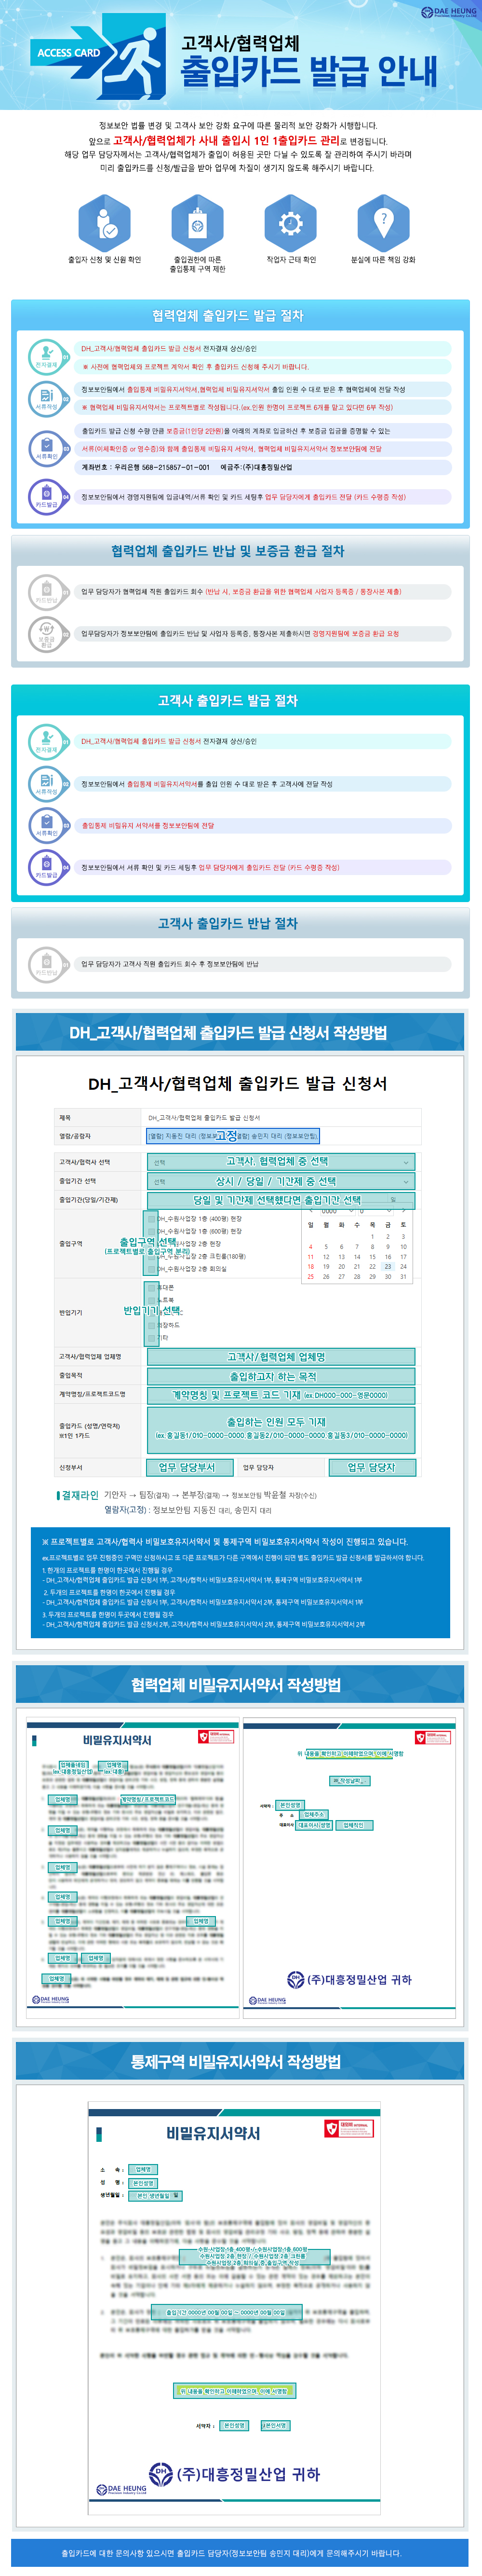 DAE HEUNG
Precision Industry Co.Ltd
ACCESS CARD
고객사/협력업체
출입카드 발급 안내
정보보안 법률 변경 및 고객사 보안 강화 요구에 따른 물리적 보안 강화가 시행합니다.
앞으로 고객사/협력업체가 사내 출입시 1인 1출입카드 관리로 변경됩니다.
해당 업무 담당자께서는 고객사/협력업체가 출입이 허용된 곳만 다닐 수 있도록 잘 관리하여 주시기 바라며
미리 출입카드를 신청/발급을 받아 업무에 차질이 생기지 않도록 해주시기 바랍니다.
출입자 신청 및 신원 확인
출입권한에 따른
출입통제 구역 제한
작업자 근태 확인
분실에 따른 책임 강화
협력업체 출입카드 발급 절차
전자결제
01
DH_고객사/협력업체 출입카드 발급 신청서 전자결재 상신/승인
※ 사전에 협력업체와 프로젝트 계약서 확인 후 출입카드 신청해 주시기 바랍니다.
서류작성
02
정보보안팀에서 출입통제 비밀유지서약서,협력업체 비밀유지서약서 출입 인원 수 대로 받은 후 협력업체에 전달 작성
※ 협력업체 비밀유지서약서는 프로젝트별로 작성됩니다.(ex.인원 한명이 프로젝트 6개를 맡고 있다면 6부 작성)
서류확인
03
출입카드 발급 신청 수량 만큼 보증금(1인당 2만원)을 아래의 계좌로 입금하신 후 보증금 입금을 증명할 수 있는
서류(이체확인증 or 영수증)와 함께 출입통제 비밀유지 서약서, 협력업체 비밀유지서약서 정보보안팀에 전달
계좌번호 : 우리은행 568-215857-01-001 예금주:(주)대흥정밀산업
카드발급
04
정보보안팀에서 경영지원팀에 입금내역/서류 확인 및 카드 세팅후 업무 담당자에게 출입카드 전달 (카드 수령증 작성)
협력업체 출입카드 반납 및 보증금 환급 절차
카드반납
01
업무 담당자가 협력업체 직원 출입카드 회수 (반납 시, 보증금 환급을 위한 협력업체 사업자 등록증 / 통장사본 제출)
보증금
환급
02
업무담당자가 정보보안팀에 출입카드 반납 및 사업자 등록증, 통장사본 제출하시면 경영지원팀에 보증금 환급 요청
고객사 출입카드 발급 절차
전자결제
01
DH_고객사/협력업체 출입카드 발급 신청서 전자결재 상신/승인
서류작성
02
정보보안팀에서 출입통제 비밀유지서약서를 출입 인원 수 대로 받은 후 고객사에 전달 작성
서류확인
03
출입통제 비밀유지 서약서를 정보보안팀에 전달
카드발급
04
정보보안팀에서 서류 확인 및 카드 세팅후 업무 담당자에게 출입카드 전달 (카드 수령증 작성)
고객사 출입카드 반납 절차
카드반납
01
업무 담당자가 고객사 직원 출입카드 회수 후 정보보안팀에 반납
DH_고객사/협력업체 출입카드 발급 신청서 작성방법
DH_고객사/협력업체 출입카드 발급 신청서
제목 DH_고객사/협력업체 출입카드 발급 신청서
열람/공람자 [열람] 지동진 대리 (정보보 고정 열람] 송민지 대리 (정보보안팀),
고객사/협력사 선택 선택 고객사, 협력업체 중 선택
출입기간 선택 선택 상시 / 당일 / 기간제 중 선택
출입기간(당일/기간제) 당일 및 기간제 선택했다면 출입기간 선택 일
출입구역
DH_수원사업장 1층 (400평) 현장
DH_수원사업장 1층 (600평) 현장
출입구역 선택
(프로젝트별로 출입구역 분리)
사업장 2층 현장
사업장 2층 크린룸(180평)
DH_수원사업장 2층 회의실
< 0000 0 >
일 월 화 수 목 금 토
1 2 3
4 5 6 7 8 9 10
11 12 13 14 15 16 17
18 19 20 21 22 23 24
25 26 27 28 29 30 31
반입기기
휴대폰
노트북
반입기기 선택
외장하드
기타
고객사/협력업체 업체명 고객사/협력업체 업체명
출입목적 출입하고자 하는 목적
계약명칭/프로젝트코드명 계약명칭 및 프로젝트 코드 기재 (ex:DH000-000-영문0000)
출입카드 (성명/연락처)
※1인 1카드
출입하는 인원 모두 기재
(ex:홍길동1/010-0000-0000,홍길동2/010-0000-0000,홍길동3/010-0000-0000)
신청부서 업무 담당부서 업무 담당자 업무 담당자
결재라인 기안자 → 팀장(결재) → 본부장(결재) → 정보보안팀 박윤철 차장(수신)
열람자(고정) : 정보보안팀 지동진 대리, 송민지 대리
※ 프로젝트별로 고객사/협력사 비밀보호유지서약서 및 통제구역 비밀보호유지서약서 작성이 진행되고 있습니다.
ex.프로젝트별로 업무 진행중인 구역만 신청하시고 또 다른 프로젝트가 다른 구역에서 진행이 되면 별도 출입카드 발급 신청서를 발급하셔야 합니다.
1. 한개의 프로젝트를 한명이 한곳에서 진행될 경우
- DH_고객사/협력업체 출입카드 발급 신청서 1부, 고객사/협력사 비밀보호유지서약서 1부, 통제구역 비밀보호유지서약서 1부
2. 두개의 프로젝트를 한명이 한곳에서 진행될 경우
- DH_고객사/협력업체 출입카드 발급 신청서 1부, 고객사/협력사 비밀보호유지서약서 2부, 통제구역 비밀보호유지서약서 1부
3. 두개의 프로젝트를 한명이 두곳에서 진행될 경우
- DH_고객사/협력업체 출입카드 발급 신청서 2부, 고객사/협력사 비밀보호유지서약서 2부, 통제구역 비밀보호유지서약서 2부
협력업체 비밀유지서약서 작성방법
비밀유지서약서
업체풀네임
(ex.대흥정밀산업)
업체명
(ex.대흥)
업체명 계약명칭/프로젝트코드
업체명
업체명
업체명
업체명 업체명
업체명 업체명
업체명
DAE HEUNG
위 내용을 확인하고 이해하였으며, 이에 서명함
본인성명
주 소 업체주소
대표이사 대표이사성명 업체직인
(주)대흥정밀산업 귀하
DAE HEUNG
통제구역 비밀유지서약서 작성방법
비밀유지서약서
소 속 : 업체명
성 명 : 본인성명
생년월일 : 본인 생년월일 일
수원 사업장 1층 400평 / 수원사업장 1층 600평
수원사업장 2층 현장 / 수원사업장 2층 크린룸
수원사업장 2층 회의실 중 출입구역 작성
출입기간 0000년 00월 00일 ~ 0000년 00월 00일
위 내용을 확인하고 이해하였으며, 이에 서명함
서약자 : 본인성명 본인서명
(주)대흥정밀산업 귀하
DAE HEUNG
Precision Industry Co.Ltd
출입카드에 대한 문의사항 있으시면 출입카드 담당자(정보보안팀 송민지 대리)에게 문의해주시기 바랍니다.